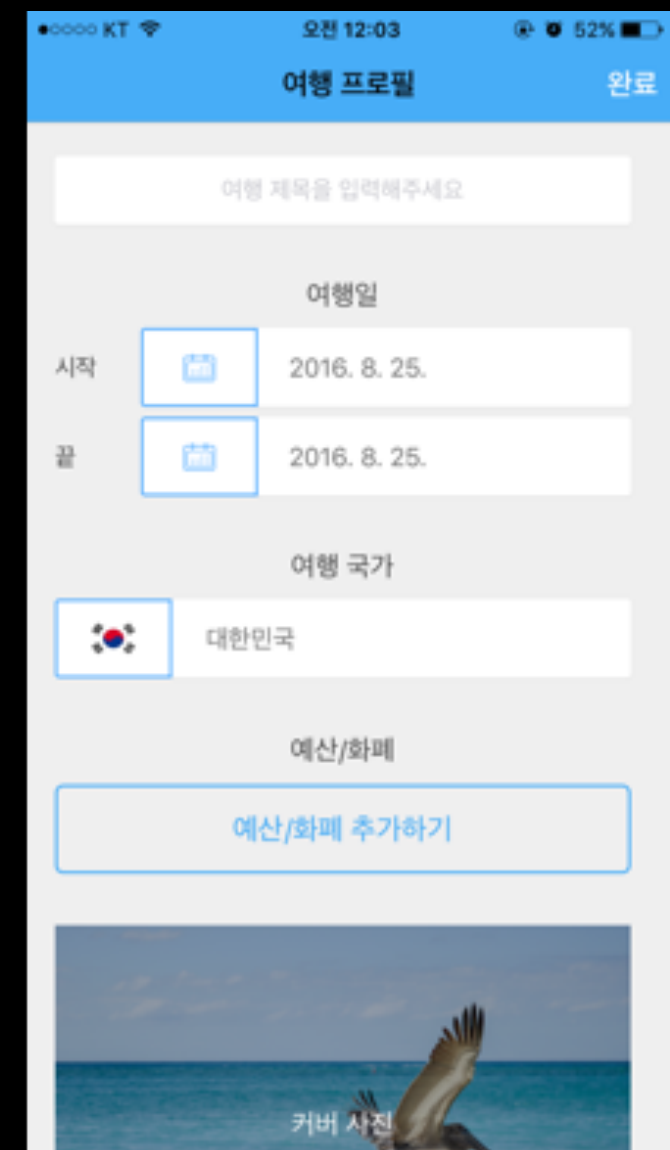 KT 오전 12:03 52%
여행 프로필 완료
여행 제목을 입력해주세요
여행일
시작 2016. 8. 25.
끝 2016. 8. 25.
여행 국가
대한민국
예산/화폐
예산/화폐 추가하기
커버 사진